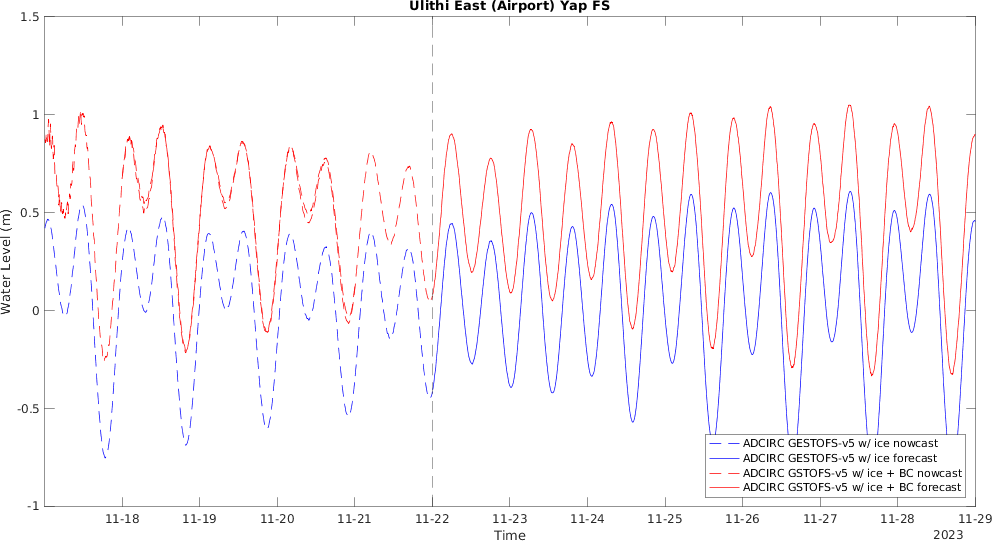 Ulithi East (Airport) Yap FS
Water Level (m)
1.5
1
0.5
0
-0.5
-1
11-18
11-19
11-20
11-21
11-22
11-23
11-24
11-25
11-26
11-27
11-28
11-29
Time
2023
ADCIRC GESTOFS-v5 w/ ice nowcast
ADCIRC GESTOFS-v5 w/ ice forecast
ADCIRC GSTOFS-v5 w/ ice + BC nowcast
ADCIRC GSTOFS-v5 w/ ice + BC forecast